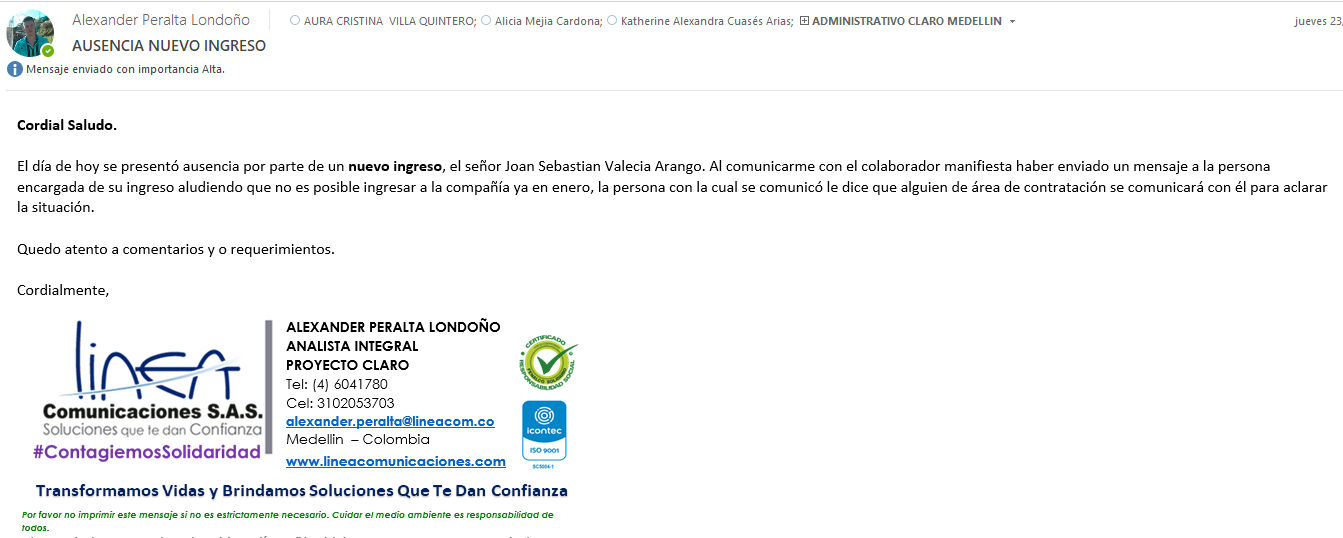 Alexander Peralta Londoño
AURA CRISTINA VILLA QUINTERO; Alicia Mejia Cardona; Katherine Alexandra Cuasés Arias; ADMINISTRATIVO CLARO MEDELLIN
jueves 23,
AUSENCIA NUEVO INGRESO
Mensaje enviado con importancia Alta.
Cordial Saludo.
El día de hoy se presentó ausencia por parte de un nuevo ingreso, el señor Joan Sebastian Valecia Arango. Al comunicarme con el colaborador manifiesta haber enviado un mensaje a la persona
encargada de su ingreso aludiendo que no es posible ingresar a la compañía ya en enero, la persona con la cual se comunicó le dice que alguien de área de contratación se comunicará con él para aclarar
la situación.
Quedo atento a comentarios y o requerimientos.
Cordialmente,
linea
Comunicaciones S.A.S.
Soluciones que te dan Confianza
#ContagiemosSolidaridad
ALEXANDER PERALTA LONDOÑO
ANALISTA INTEGRAL
PROYECTO CLARO
Tel: (4) 6041780
Cel: 3102053703
alexander.peralta@lineacom.co
Medellin – Colombia
www.lineacomunicaciones.com
CERTIFICADO
RESPONSABILIDAD SOCIAL
FENALCO SOLIDARIO
icontec
ISO 9001
Transformamos Vidas y Brindamos Soluciones Que Te Dan Confianza
Por favor no imprimir este mensaje si no es estrictamente necesario. Cuidar el medio ambiente es responsabilidad de
todos.